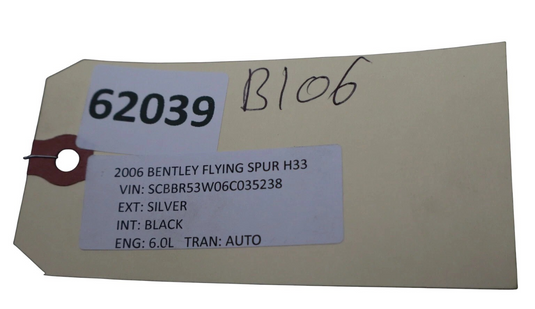 62039
B106
2006 BENTLEY FLYING SPUR H33
VIN: SCBBR53W06C035238
EXT: SILVER
INT: BLACK
ENG: 6.0L TRAN: AUTO